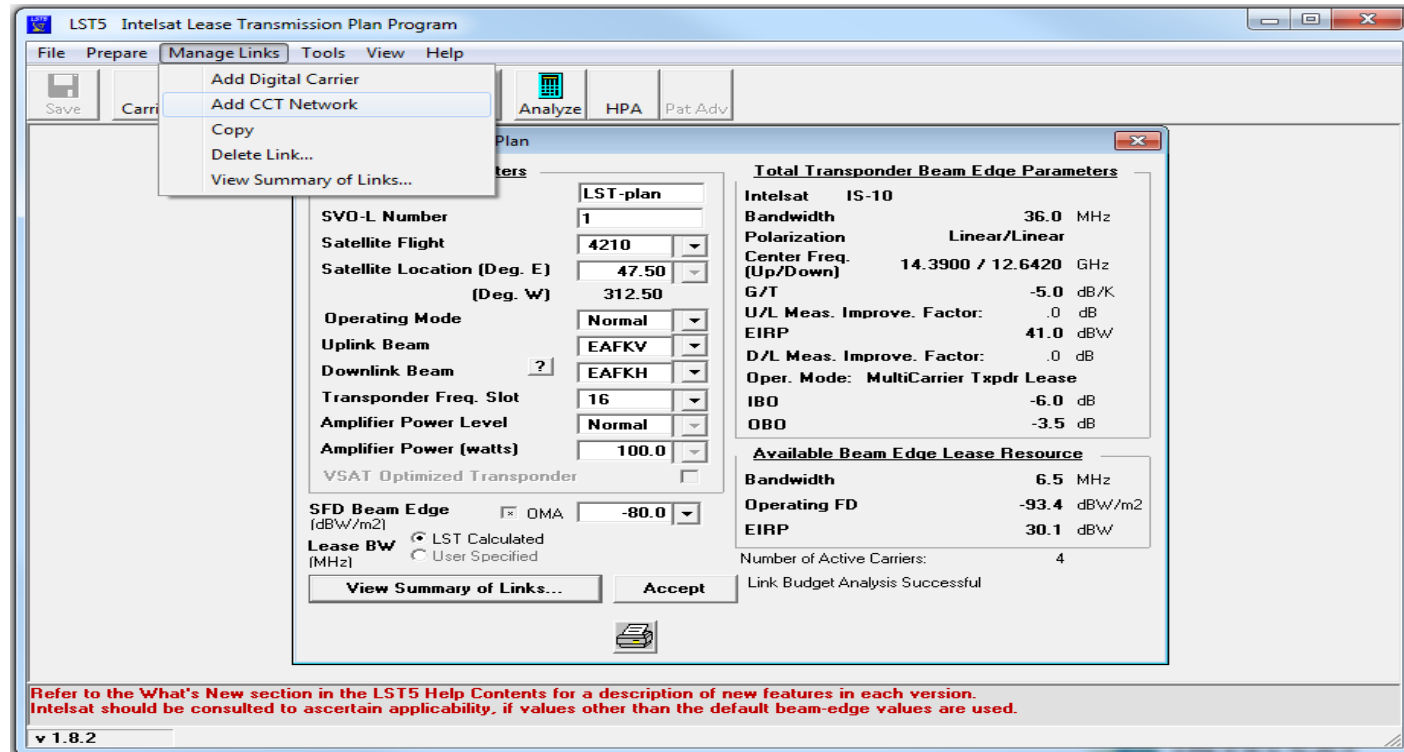 LST5 Intelsat Lease Transmission Plan Program
File Prepare Manage Links Tools View Help
Add Digital Carrier
Add CCT Network
Copy
Delete Link...
View Summary of Links...
Save Carri Analyze HPA Pat Adv
Plan
ters
LST-plan
SVO-L Number 1
Satellite Flight 4210
Satellite Location (Deg. E) 47.50
(Deg. W) 312.50
Operating Mode Normal
Uplink Beam EAFKV
Downlink Beam ? EAFKH
Transponder Freq. Slot 16
Amplifier Power Level Normal
Amplifier Power (watts) 100.0
VSAT Optimized Transponder
SFD Beam Edge OMA -80.0
(dBW/m2)
Lease BW LST Calculated
(MHz) User Specified
View Summary of Links... Accept
Total Transponder Beam Edge Parameters
Intelsat IS-10
Bandwidth 36.0 MHz
Polarization Linear/Linear
Center Freq.
(Up/Down) 14.3900 / 12.6420 GHz
G/T -5.0 dB/K
U/L Meas. Improve. Factor: .0 dB
EIRP 41.0 dBW
D/L Meas. Improve. Factor: .0 dB
Oper. Mode: MultiCarrier Txpdr Lease
IBO -6.0 dB
OBO -3.5 dB
Available Beam Edge Lease Resource
Bandwidth 6.5 MHz
Operating FD -93.4 dBW/m2
EIRP 30.1 dBW
Number of Active Carriers: 4
Link Budget Analysis Successful
Refer to the What's New section in the LST5 Help Contents for a description of new features in each version.
Intelsat should be consulted to ascertain applicability, if values other than the default beam-edge values are used.
v 1.8.2